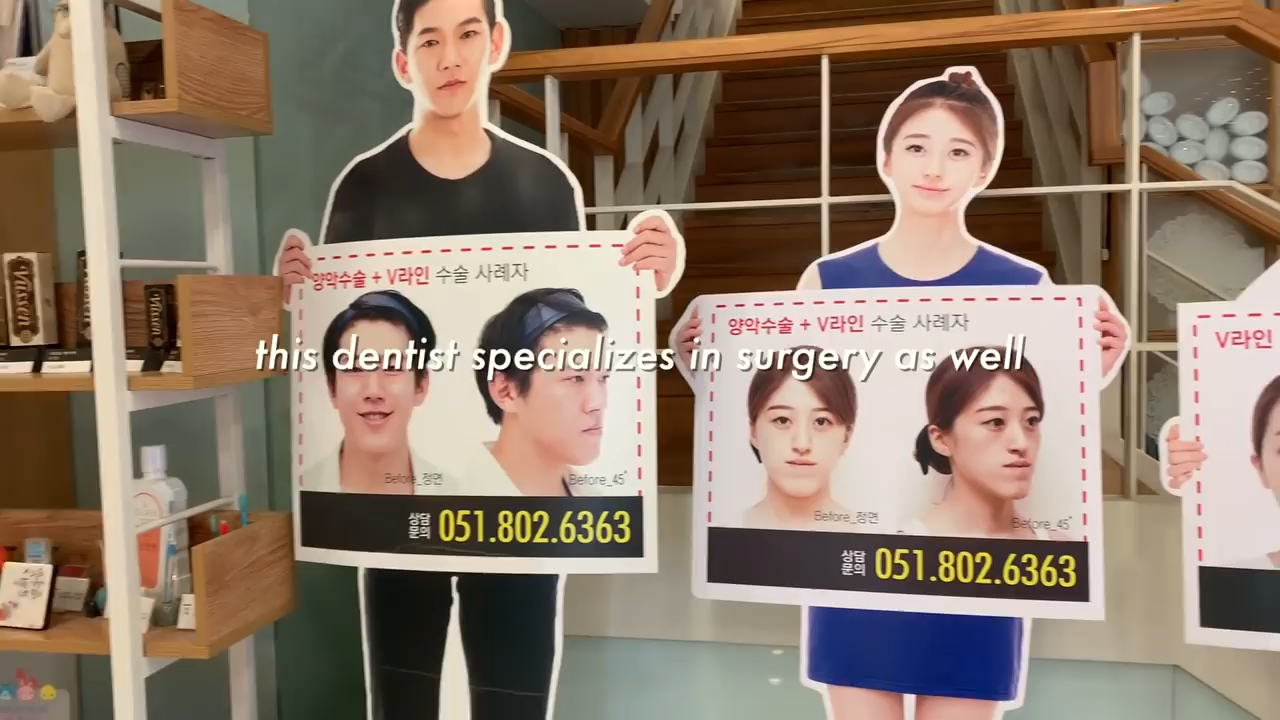 양악수술 + V라인 수술 사례자
Before_정면
Before_45°
상담
문의
051.802.6363
양악수술 + V라인 수술 사례자
Before_정면
Before_45°
상담
문의
051.802.6363
V라인
this dentist specializes in surgery as well
Vussen